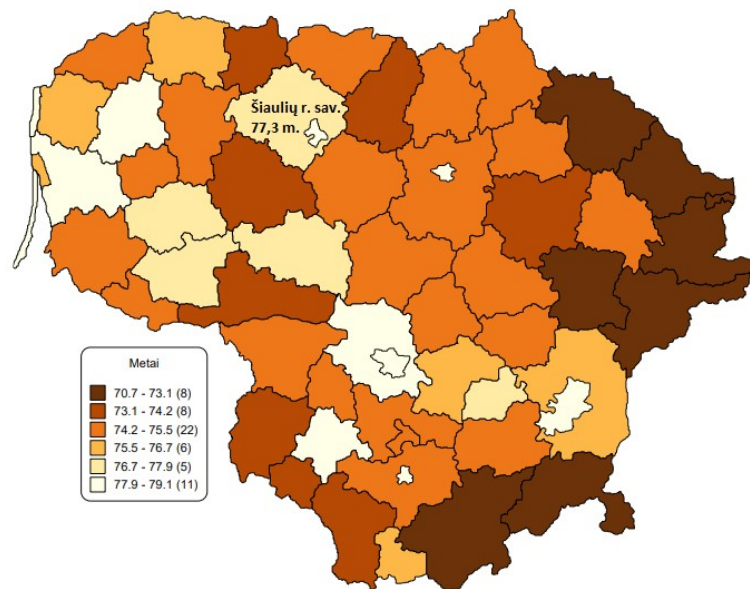 Šiaulių r. sav.
77,3 m.
Metai
70.7 - 73.1 (8)
73.1 - 74.2 (8)
74.2 - 75.5 (22)
75.5 - 76.7 (6)
76.7 - 77.9 (5)
77.9 - 79.1 (11)